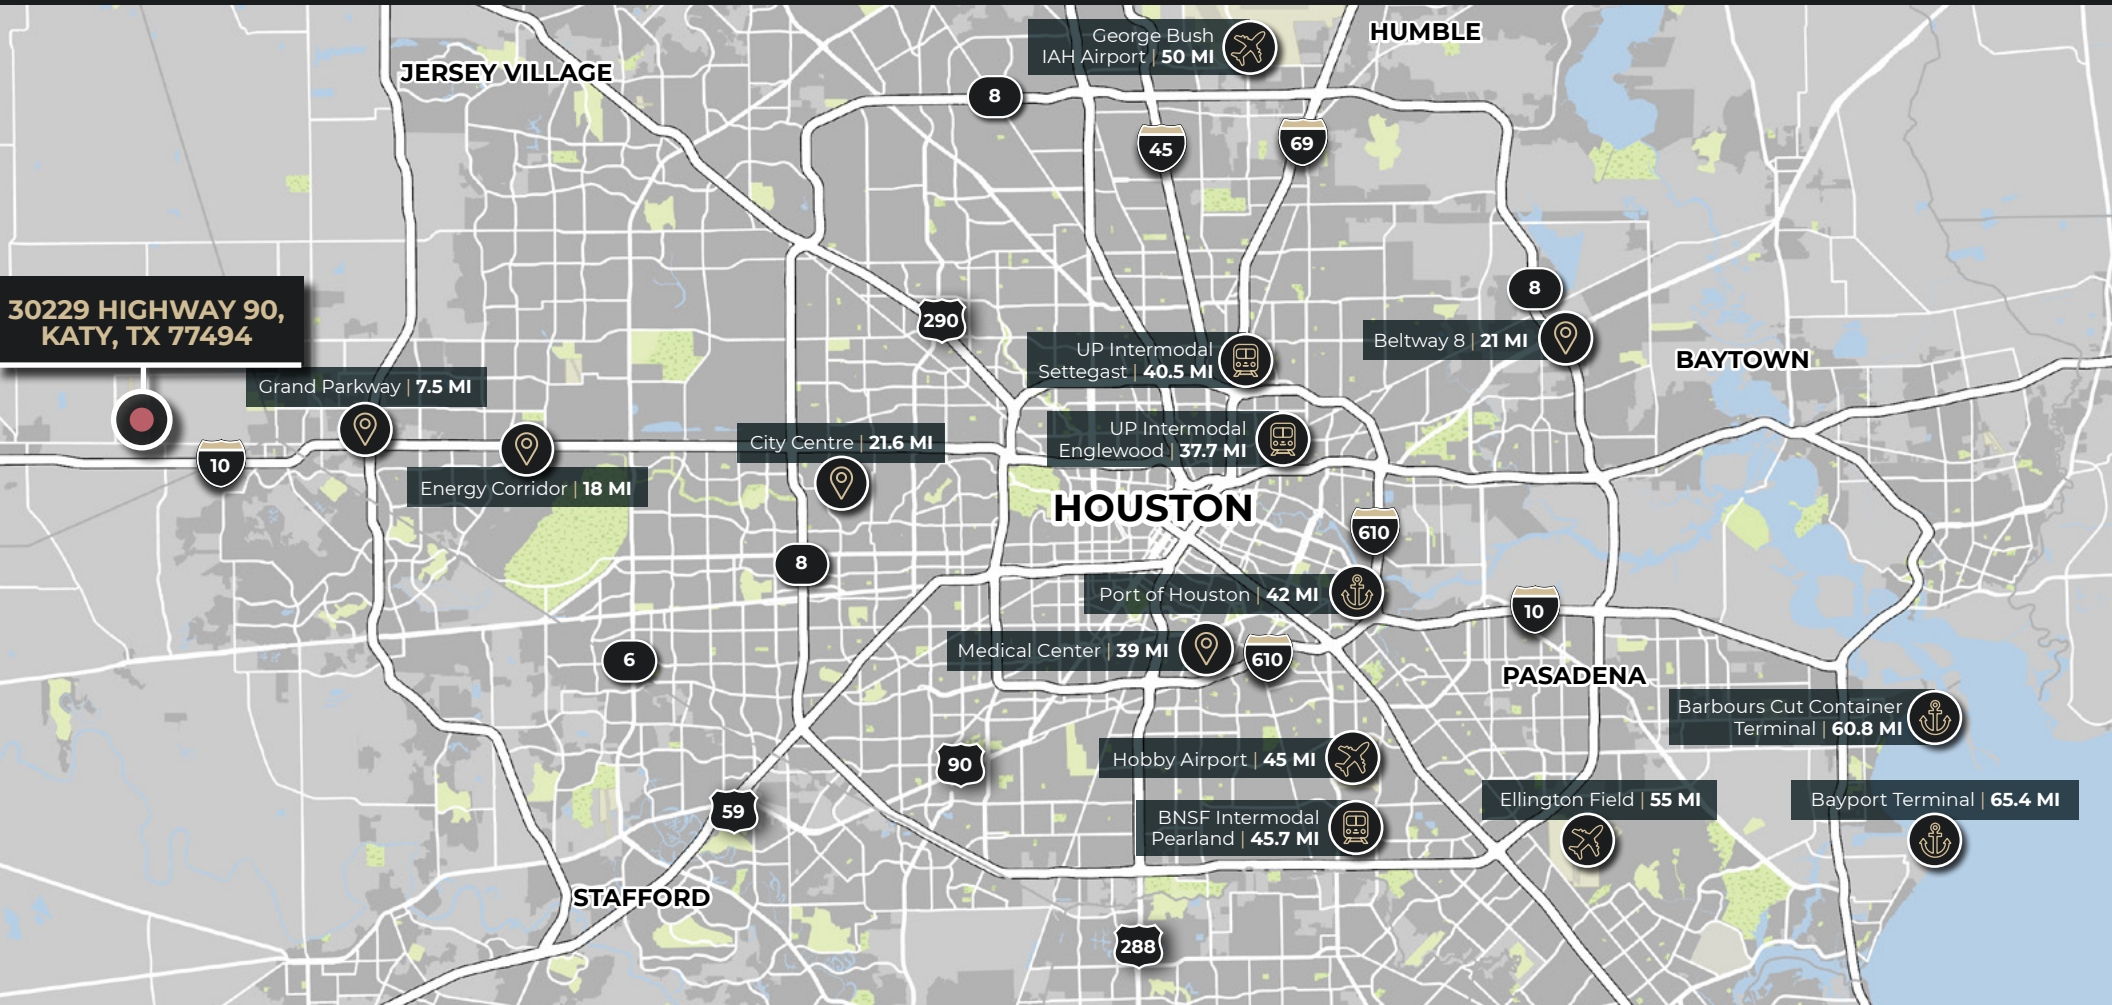 George Bush
IAH Airport | 50 MI
HUMBLE
JERSEY VILLAGE
8
45
69
30229 HIGHWAY 90,
KATY, TX 77494
8
290
UP Intermodal
Settegast | 40.5 MI
Beltway 8 | 21 MI
BAYTOWN
Grand Parkway | 7.5 MI
UP Intermodal
Englewood | 37.7 MI
City Centre | 21.6 MI
10
Energy Corridor | 18 MI
HOUSTON
610
8
Port of Houston | 42 MI
10
Medical Center | 39 MI
610
6
PASADENA
Barbours Cut Container
Terminal | 60.8 MI
90
Hobby Airport | 45 MI
59
Ellington Field | 55 MI
Bayport Terminal | 65.4 MI
BNSF Intermodal
Pearland | 45.7 MI
STAFFORD
288